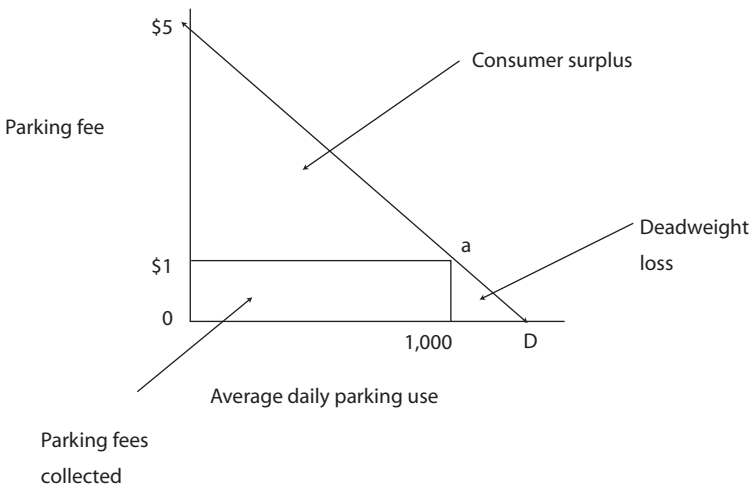 $5
Consumer surplus
Parking fee
Deadweight
loss
a
$1
0
1,000
D
Average daily parking use
Parking fees
collected